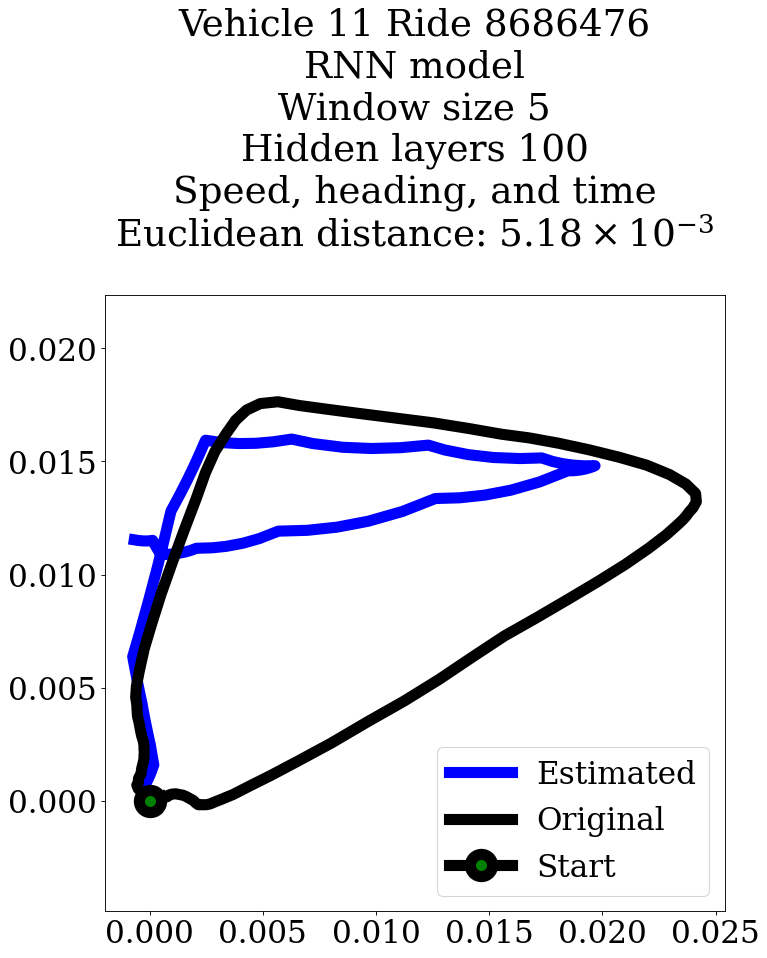 Vehicle 11 Ride 8686476
RNN model
Window size 5
Hidden layers 100
Speed, heading, and time
Euclidean distance: 5.18 × 10⁻³
0.020
0.015
0.010
0.005
0.000
Estimated
Original
Start
0.000 0.005 0.010 0.015 0.020 0.025